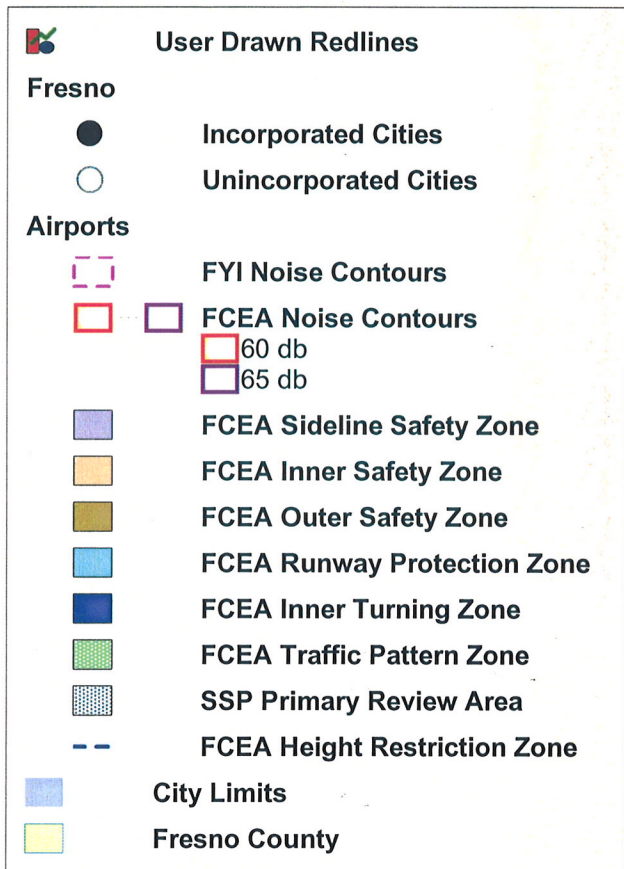 User Drawn Redlines
Fresno
Incorporated Cities
Unincorporated Cities
Airports
FYI Noise Contours
FCEA Noise Contours
60 db
65 db
FCEA Sideline Safety Zone
FCEA Inner Safety Zone
FCEA Outer Safety Zone
FCEA Runway Protection Zone
FCEA Inner Turning Zone
FCEA Traffic Pattern Zone
SSP Primary Review Area
FCEA Height Restriction Zone
City Limits
Fresno County